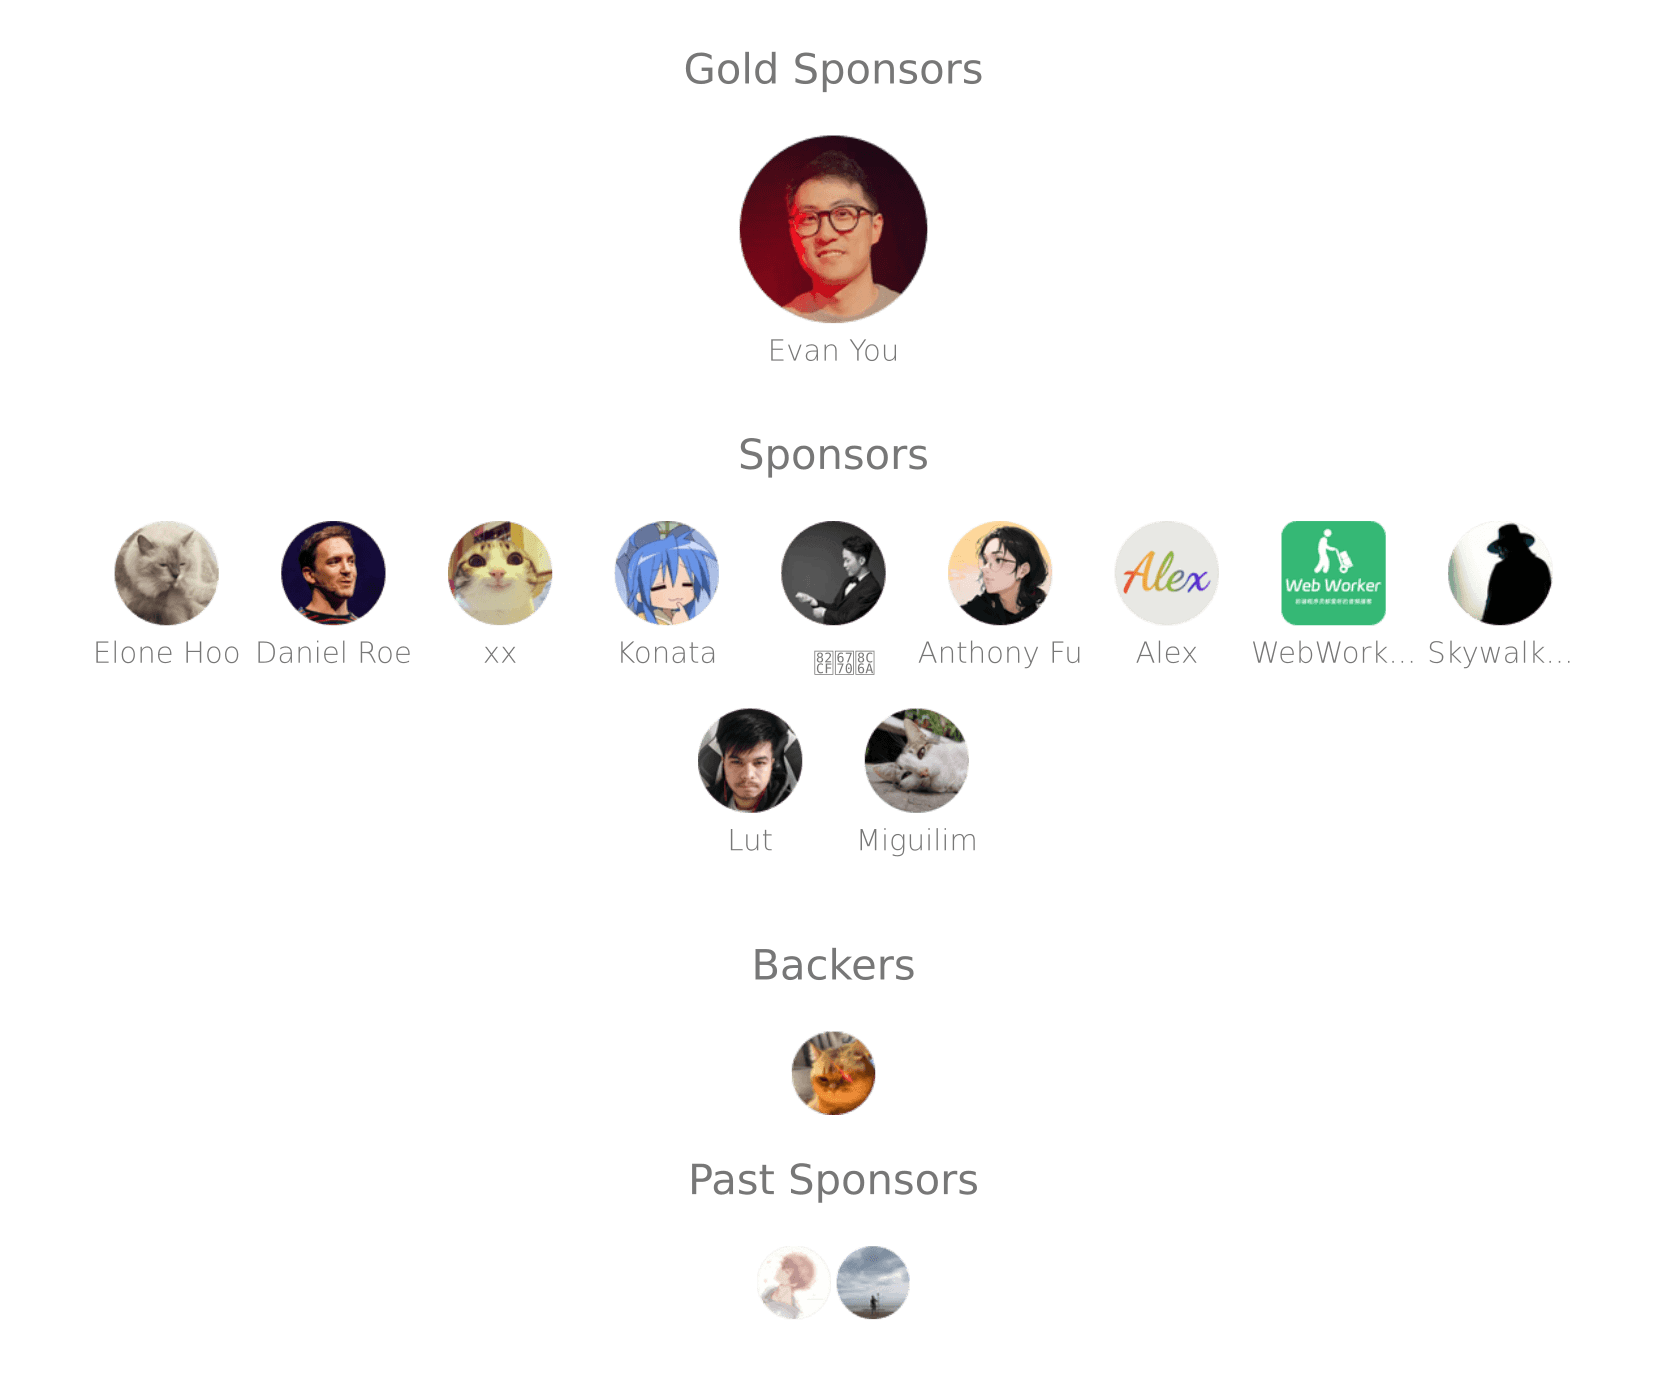 Gold Sponsors
Evan You
Sponsors
Alex
Web Worker
Elone Hoo
Daniel Roe
xx
Konata
Anthony Fu
Alex
WebWork...
Skywalk...
Lut
Miguilim
Backers
Past Sponsors